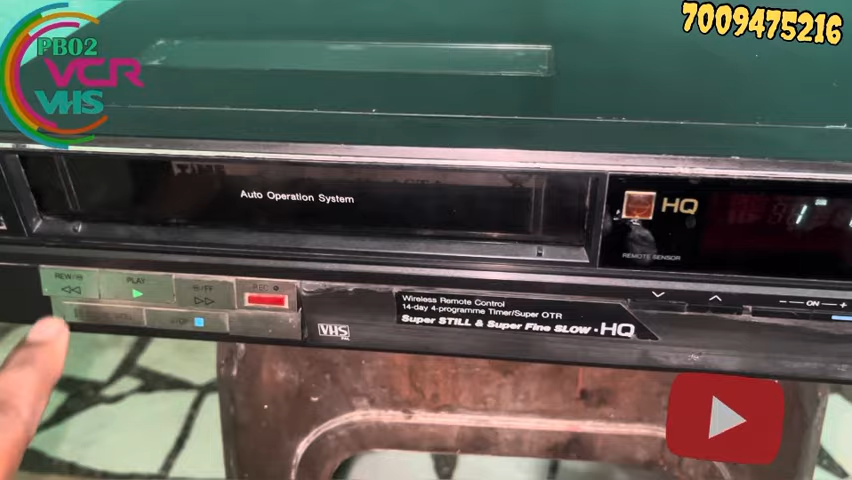 7009475216
PB02
VCR
VHS
Auto Operation System
HQ
REMOTE SENSOR
REW
PLAY
/FF
REC
STOP
VHS
PAL
Wireless Remote Control
14-day 4-programme Timer/Super OTR
Super STILL & Super Fine SLOW·HQ
— ON — +